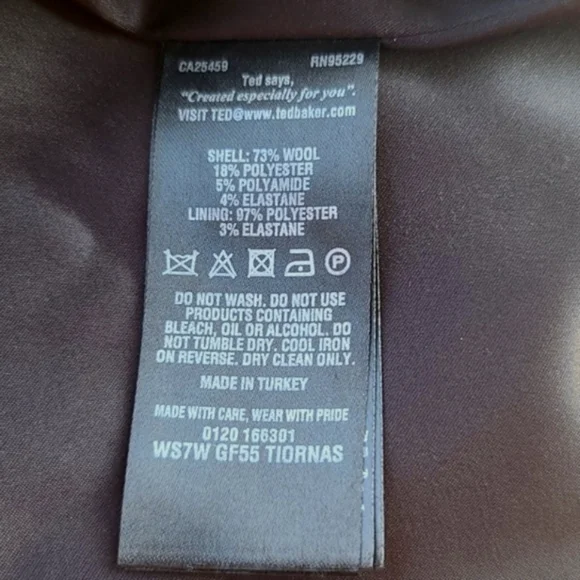 CA25459 RN95229
Ted says,
"Created especially for you".
VISIT TED@www.tedbaker.com
SHELL: 73% WOOL
18% POLYESTER
5% POLYAMIDE
4% ELASTANE
LINING: 97% POLYESTER
3% ELASTANE
P
DO NOT WASH. DO NOT USE
PRODUCTS CONTAINING
BLEACH, OIL OR ALCOHOL. DO
NOT TUMBLE DRY. COOL IRON
ON REVERSE. DRY CLEAN ONLY.
MADE IN TURKEY
MADE WITH CARE, WEAR WITH PRIDE
0120 166301
WS7W GF55 TIORNAS